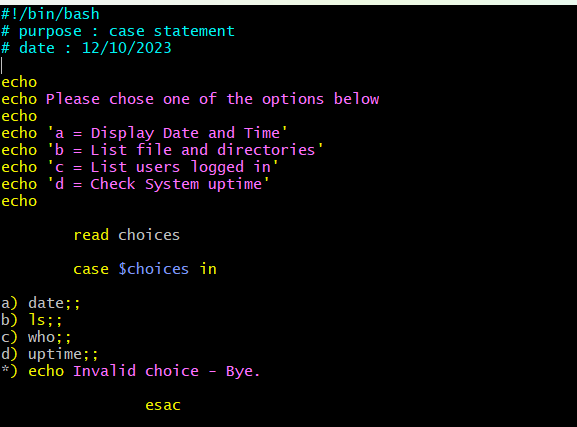 #!/bin/bash
# purpose : case statement
# date : 12/10/2023
echo
echo Please chose one of the options below
echo
echo 'a = Display Date and Time'
echo 'b = List file and directories'
echo 'c = List users logged in'
echo 'd = Check System uptime'
echo
read choices
case $choices in
a) date;;
b) ls;;
c) who;;
d) uptime;;
*) echo Invalid choice - Bye.
esac